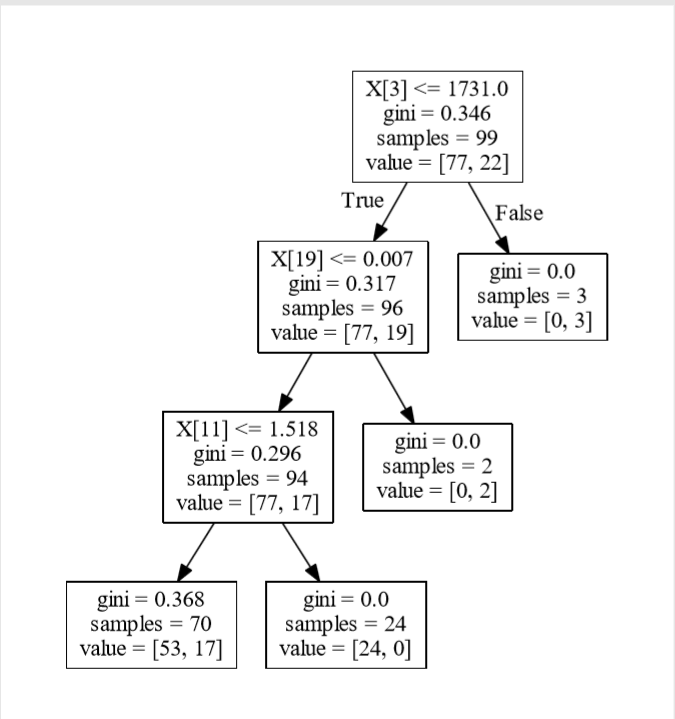 X[3] <= 1731.0
gini = 0.346
samples = 99
value = [77, 22]
True
False
X[19] <= 0.007
gini = 0.317
samples = 96
value = [77, 19]
gini = 0.0
samples = 3
value = [0, 3]
X[11] <= 1.518
gini = 0.296
samples = 94
value = [77, 17]
gini = 0.0
samples = 2
value = [0, 2]
gini = 0.368
samples = 70
value = [53, 17]
gini = 0.0
samples = 24
value = [24, 0]